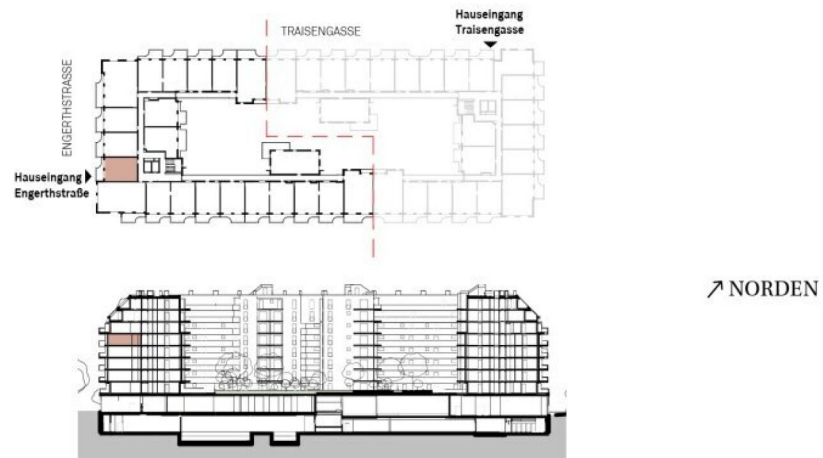 Hauseingang
Traisengasse
TRAISENGASSE
ENGERTHSTRASSE
Hauseingang
Engerthstraße
↗ NORDEN